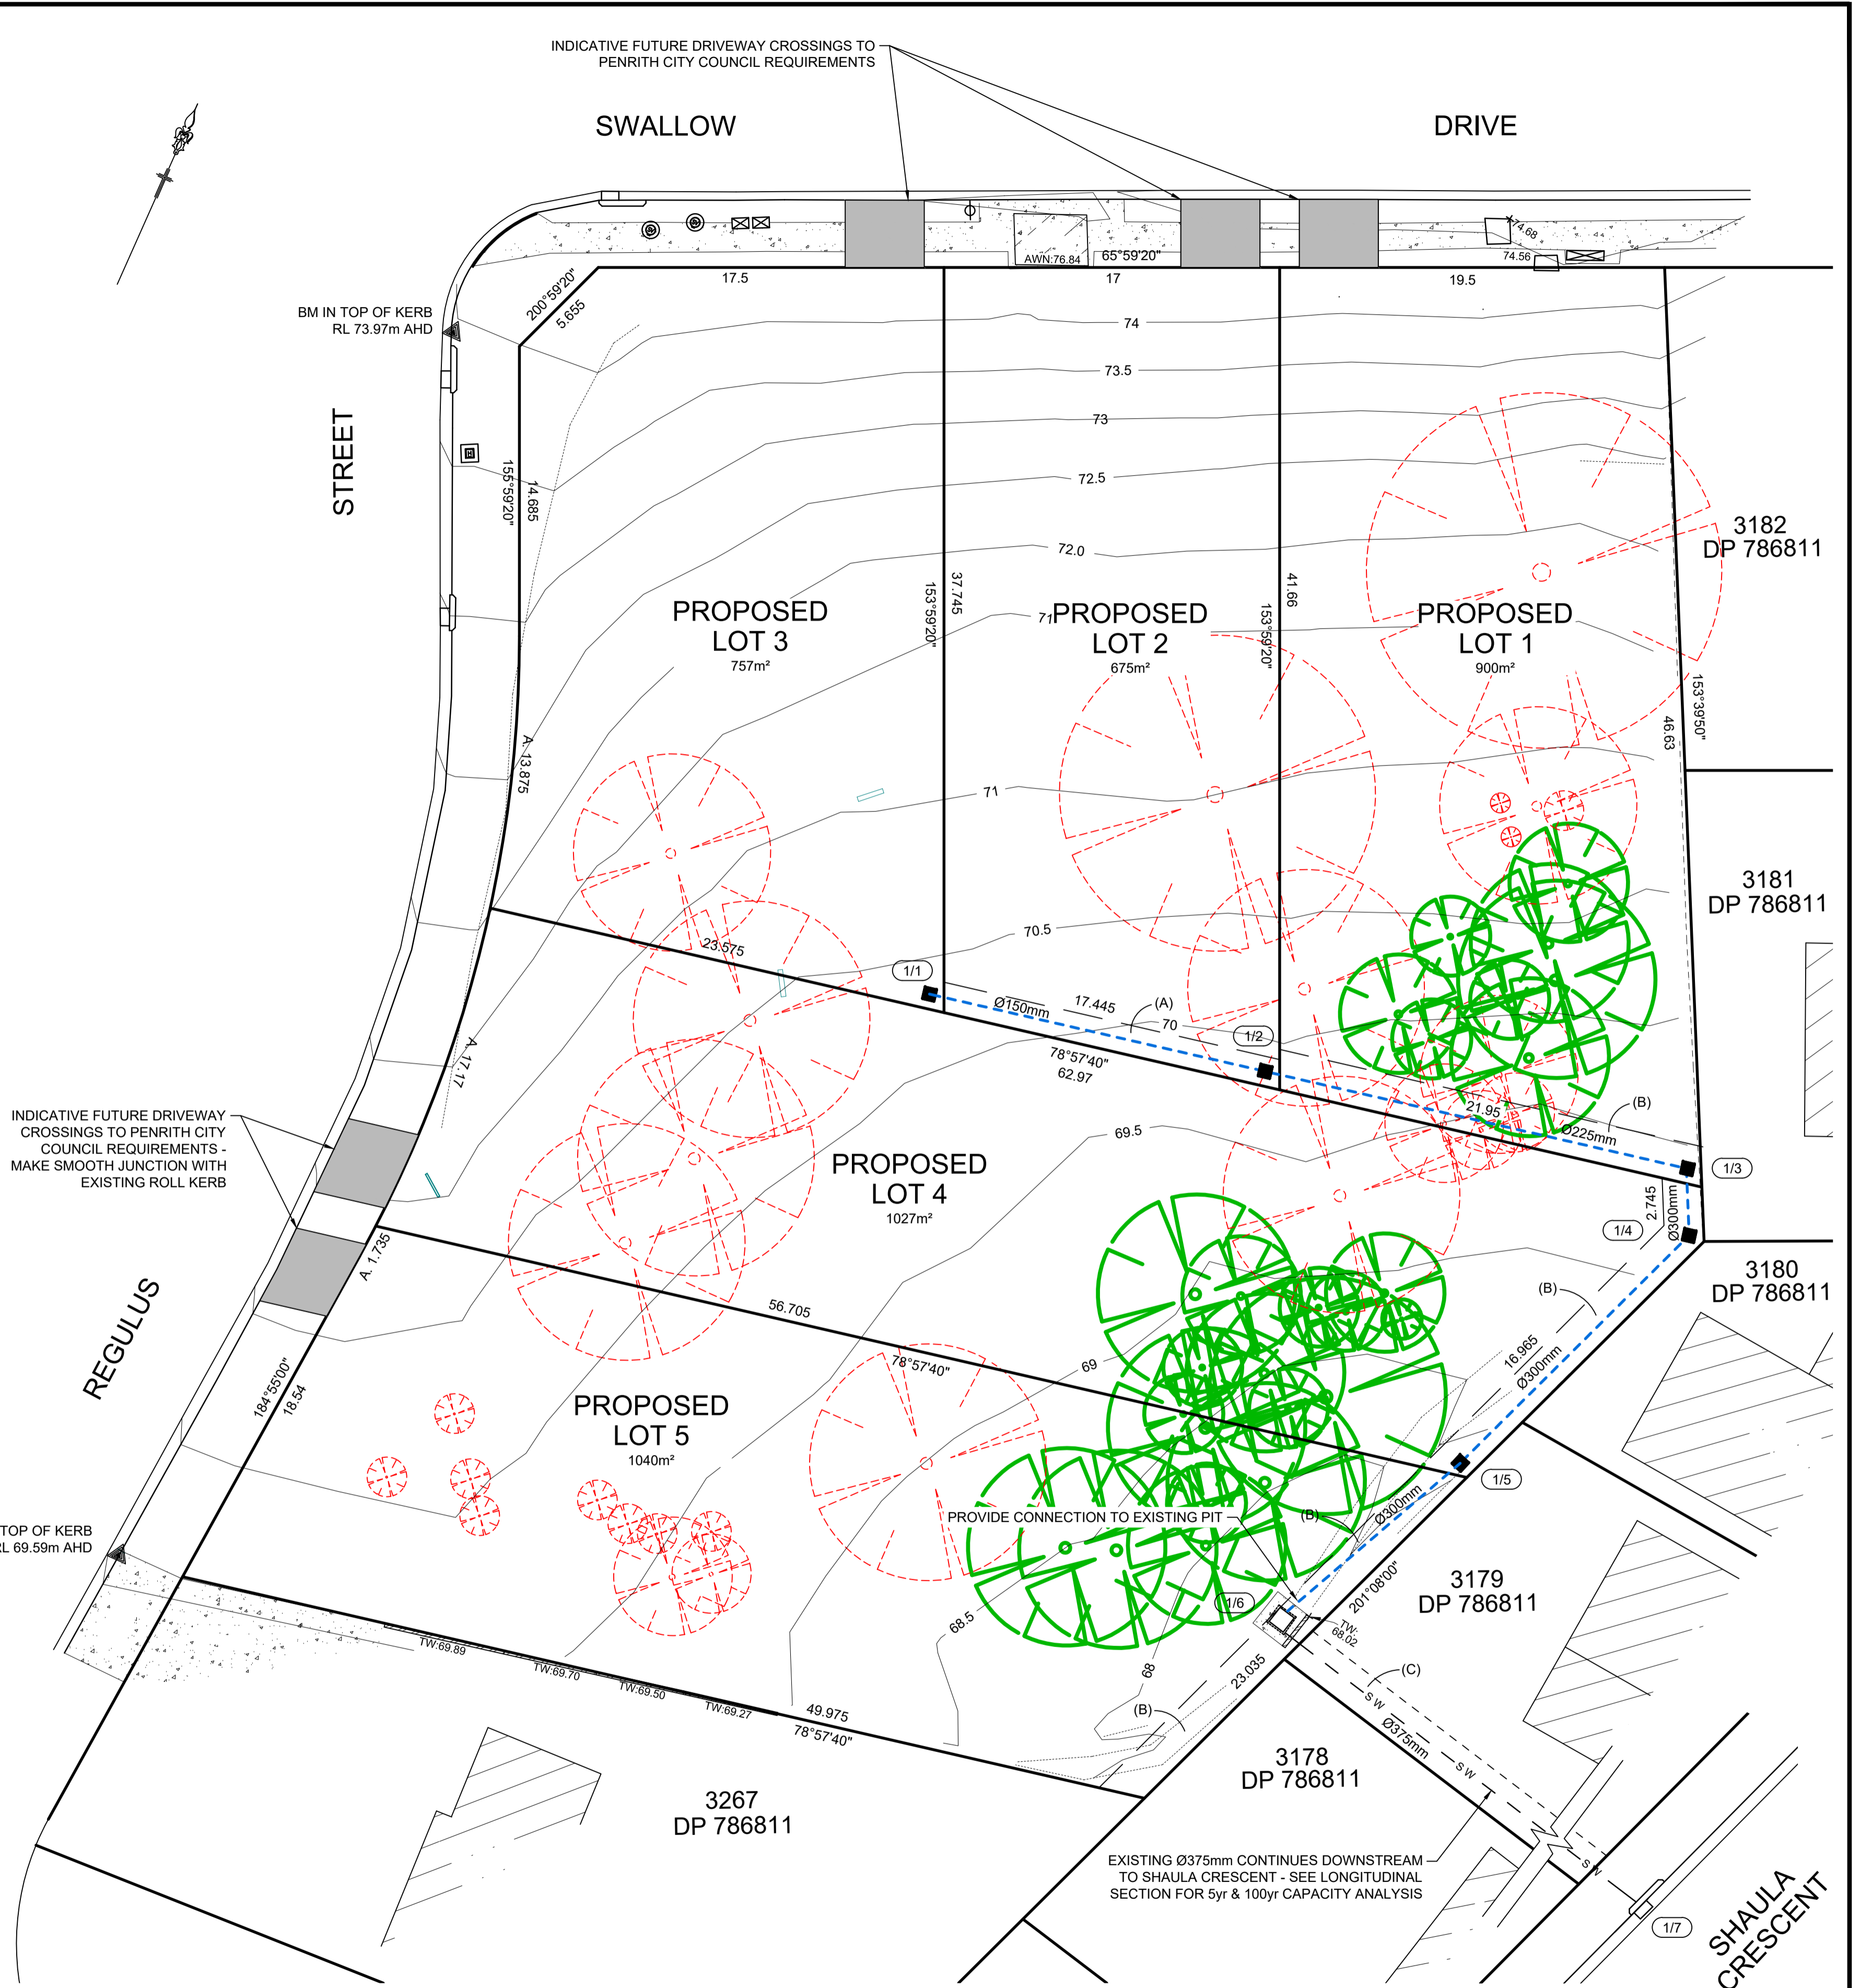 INDICATIVE FUTURE DRIVEWAY CROSSINGS TO
PENRITH CITY COUNCIL REQUIREMENTS
SWALLOW
DRIVE
74.68
74.56
AWN:76.84
65°59'20"
17.5
17
19.5
200°59'20"
5.655
BM IN TOP OF KERB
RL 73.97m AHD
74
73.5
73
72.5
72.0
STREET
155°59'20"
14.685
3182
DP 786811
37.745
153°59'20"
41.66
153°59'20"
PROPOSED
LOT 3
757m²
71
PROPOSED
LOT 2
675m²
PROPOSED
LOT 1
900m²
153°39'50"
46.63
A. 13.875
71
3181
DP 786811
70.5
23.575
1/1
Ø150mm
17.445
(A)
70
1/2
78°57'40"
62.97
A. 17.17
21.95
(B)
Ø225mm
1/3
INDICATIVE FUTURE DRIVEWAY
CROSSINGS TO PENRITH CITY
COUNCIL REQUIREMENTS -
MAKE SMOOTH JUNCTION WITH
EXISTING ROLL KERB
69.5
PROPOSED
LOT 4
1027m²
2.745
Ø300mm
1/4
A. 1.735
3180
DP 786811
(B)
REGULUS
56.705
78°57'40"
69
16.965
Ø300mm
184°55'00"
18.54
PROPOSED
LOT 5
1040m²
1/5
TOP OF KERB
L 69.59m AHD
PROVIDE CONNECTION TO EXISTING PIT
(B)
Ø300mm
3179
DP 786811
201°08'00"
1/6
68.5
TW:
68.02
TW:69.89
TW:69.70
TW:69.50
TW:69.27
49.975
78°57'40"
68
23.035
(B)
(C)
S W
Ø375mm
S W
3178
DP 786811
3267
DP 786811
EXISTING Ø375mm CONTINUES DOWNSTREAM
TO SHAULA CRESCENT - SEE LONGITUDINAL
SECTION FOR 5yr & 100yr CAPACITY ANALYSIS
S W
1/7
SHAULA
CRESCENT